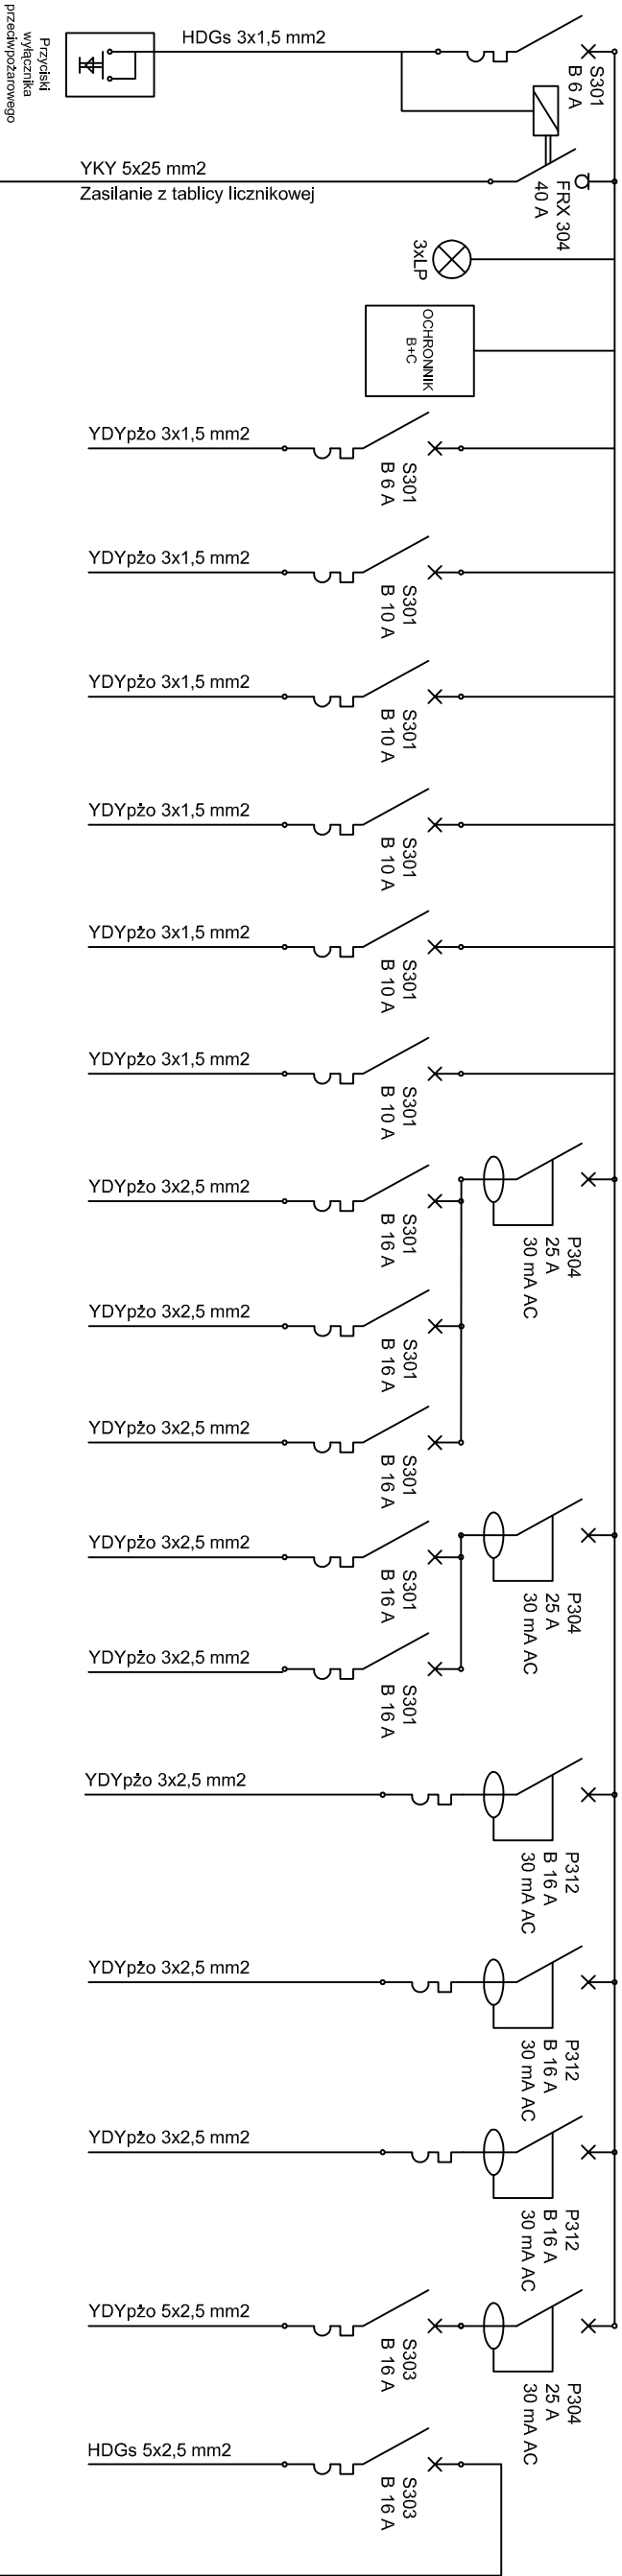 Przyciski
wyłącznika
przeciwpożarowego
HDGs 3x1,5 mm2
S301
B 6 A
YKY 5x25 mm2
Zasilanie z tablicy licznikowej
FRX 304
40 A
3xLP
OCHRONNIK
B+C
YDYpżo 3x1,5 mm2
S301
B 6 A
YDYpżo 3x1,5 mm2
S301
B 10 A
YDYpżo 3x1,5 mm2
S301
B 10 A
YDYpżo 3x1,5 mm2
S301
B 10 A
YDYpżo 3x1,5 mm2
S301
B 10 A
YDYpżo 3x1,5 mm2
S301
B 10 A
P304
25 A
30 mA AC
YDYpżo 3x2,5 mm2
S301
B 16 A
YDYpżo 3x2,5 mm2
S301
B 16 A
YDYpżo 3x2,5 mm2
S301
B 16 A
P304
25 A
30 mA AC
YDYpżo 3x2,5 mm2
S301
B 16 A
YDYpżo 3x2,5 mm2
S301
B 16 A
YDYpżo 3x2,5 mm2
P312
B 16 A
30 mA AC
YDYpżo 3x2,5 mm2
P312
B 16 A
30 mA AC
YDYpżo 3x2,5 mm2
P312
B 16 A
30 mA AC
YDYpżo 5x2,5 mm2
S303
B 16 A
P304
25 A
30 mA AC
HDGs 5x2,5 mm2
S303
B 16 A